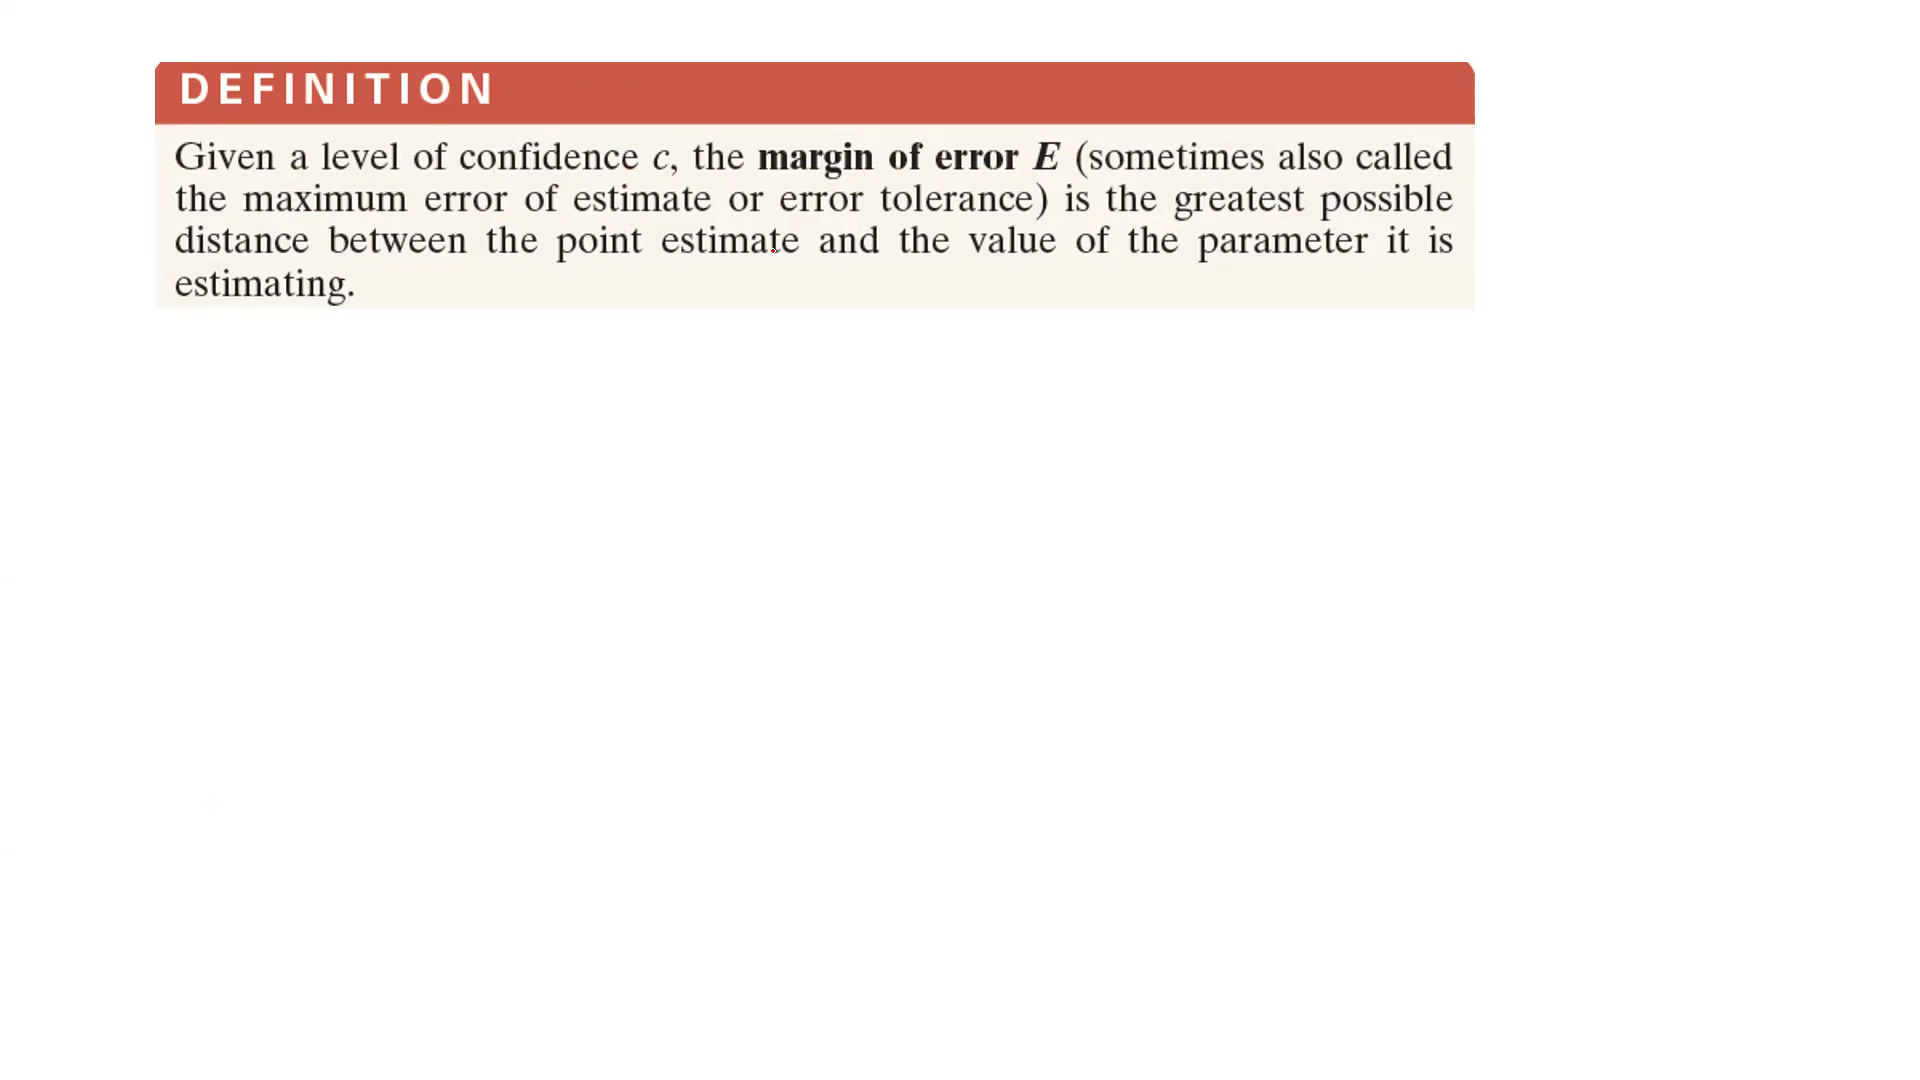 DEFINITION
Given a level of confidence c, the margin of error E (sometimes also called
the maximum error of estimate or error tolerance) is the greatest possible
distance between the point estimate and the value of the parameter it is
estimating.